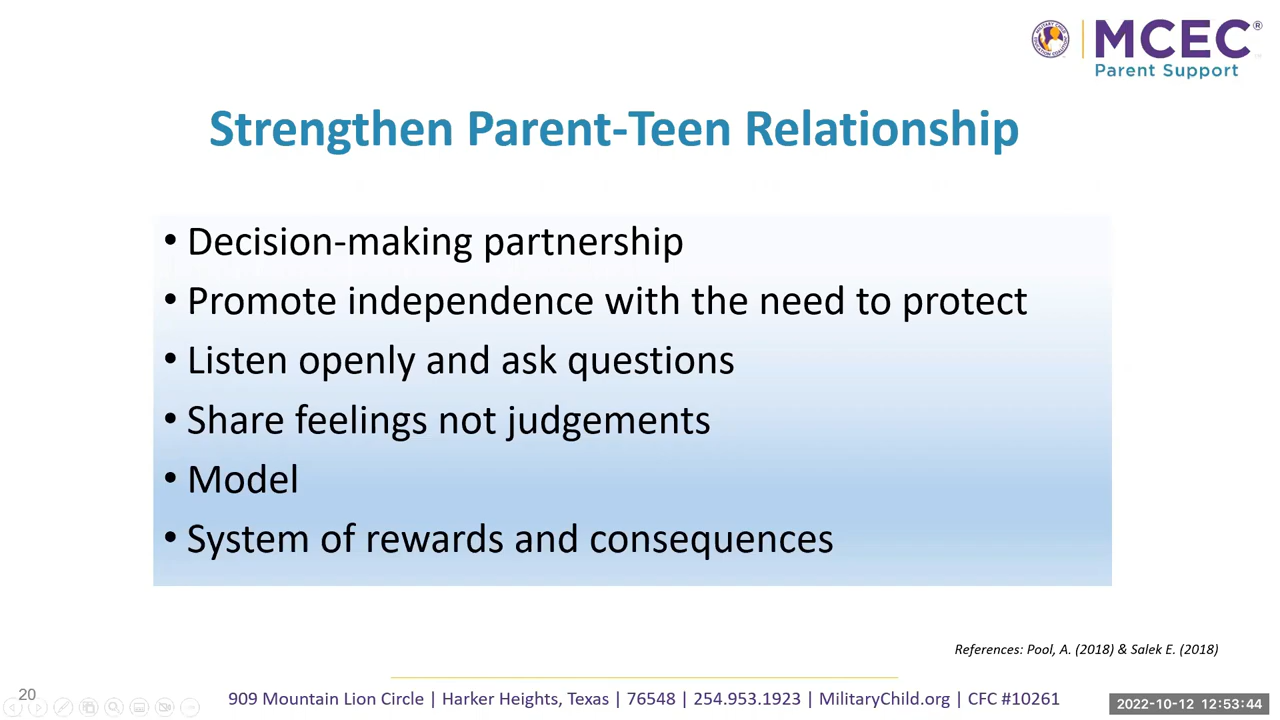 MCEC®
Parent Support
Strengthen Parent-Teen Relationship
• Decision-making partnership
• Promote independence with the need to protect
• Listen openly and ask questions
• Share feelings not judgements
• Model
• System of rewards and consequences
References: Pool, A. (2018) & Salek E. (2018)
20
909 Mountain Lion Circle | Harker Heights, Texas | 76548 | 254.953.1923 | MilitaryChild.org | CFC #10261
2022-10-12 12:53:44